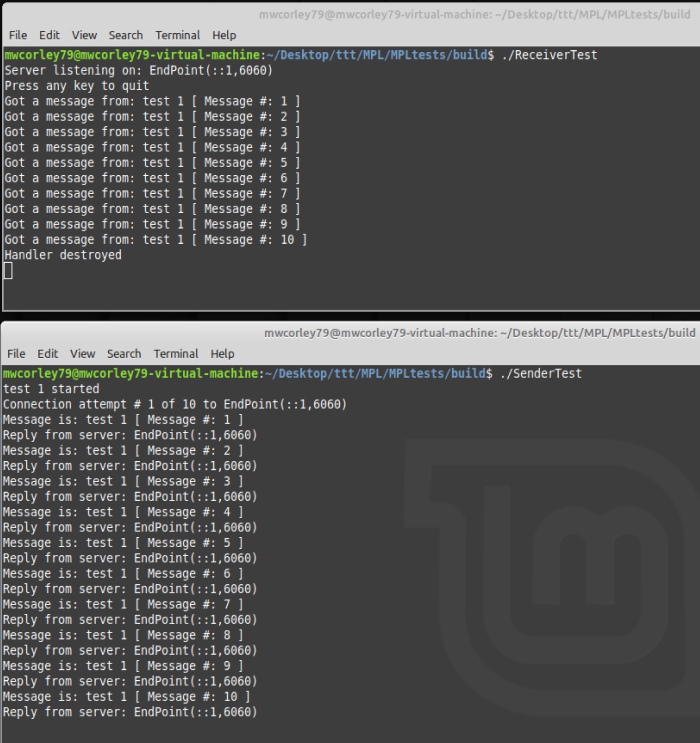 mwcorley79@mwcorley79-virtual-machine: ~/Desktop/ttt/MPL/MPLtests/build
File Edit View Search Terminal Help
mwcorley79@mwcorley79-virtual-machine:~/Desktop/ttt/MPL/MPLtests/build$ ./ReceiverTest
Server listening on: EndPoint(::1,6060)
Press any key to quit
Got a message from: test 1 [ Message #: 1 ]
Got a message from: test 1 [ Message #: 2 ]
Got a message from: test 1 [ Message #: 3 ]
Got a message from: test 1 [ Message #: 4 ]
Got a message from: test 1 [ Message #: 5 ]
Got a message from: test 1 [ Message #: 6 ]
Got a message from: test 1 [ Message #: 7 ]
Got a message from: test 1 [ Message #: 8 ]
Got a message from: test 1 [ Message #: 9 ]
Got a message from: test 1 [ Message #: 10 ]
Handler destroyed
mwcorley79@mwcorley79-virtual-machine: ~/Desktop/ttt/MPL/MPLtests/build
File Edit View Search Terminal Help
mwcorley79@mwcorley79-virtual-machine:~/Desktop/ttt/MPL/MPLtests/build$ ./SenderTest
test 1 started
Connection attempt # 1 of 10 to EndPoint(::1,6060)
Message is: test 1 [ Message #: 1 ]
Reply from server: EndPoint(::1,6060)
Message is: test 1 [ Message #: 2 ]
Reply from server: EndPoint(::1,6060)
Message is: test 1 [ Message #: 3 ]
Reply from server: EndPoint(::1,6060)
Message is: test 1 [ Message #: 4 ]
Reply from server: EndPoint(::1,6060)
Message is: test 1 [ Message #: 5 ]
Reply from server: EndPoint(::1,6060)
Message is: test 1 [ Message #: 6 ]
Reply from server: EndPoint(::1,6060)
Message is: test 1 [ Message #: 7 ]
Reply from server: EndPoint(::1,6060)
Message is: test 1 [ Message #: 8 ]
Reply from server: EndPoint(::1,6060)
Message is: test 1 [ Message #: 9 ]
Reply from server: EndPoint(::1,6060)
Message is: test 1 [ Message #: 10 ]
Reply from server: EndPoint(::1,6060)